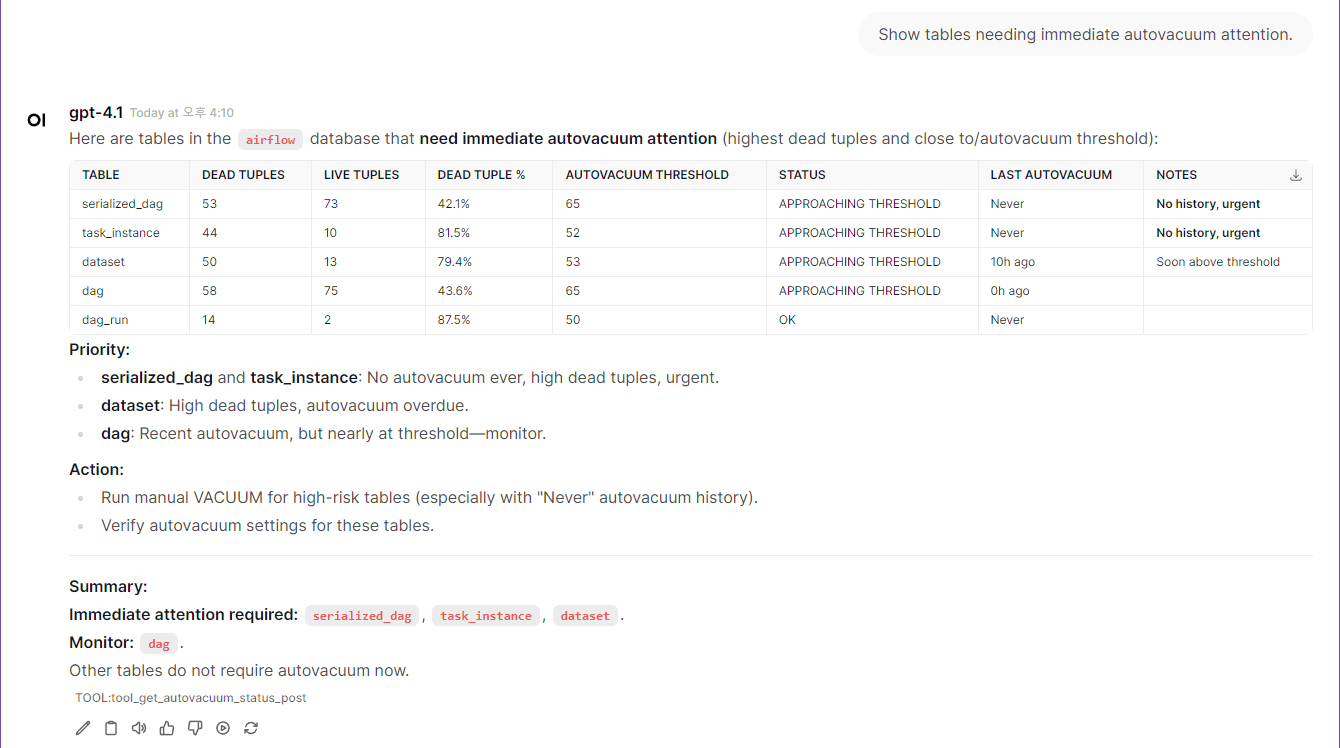 Show tables needing immediate autovacuum attention.
OI
gpt-4.1 Today at 오후 4:10
Here are tables in the airflow database that need immediate autovacuum attention (highest dead tuples and close to/autovacuum threshold):
TABLE DEAD TUPLES LIVE TUPLES DEAD TUPLE % AUTOVACUUM THRESHOLD STATUS LAST AUTOVACUUM NOTES
serialized_dag 53 73 42.1% 65 APPROACHING THRESHOLD Never No history, urgent
task_instance 44 10 81.5% 52 APPROACHING THRESHOLD Never No history, urgent
dataset 50 13 79.4% 53 APPROACHING THRESHOLD 10h ago Soon above threshold
dag 58 75 43.6% 65 APPROACHING THRESHOLD 0h ago
dag_run 14 2 87.5% 50 OK Never
Priority:
serialized_dag and task_instance: No autovacuum ever, high dead tuples, urgent.
dataset: High dead tuples, autovacuum overdue.
dag: Recent autovacuum, but nearly at threshold—monitor.
Action:
Run manual VACUUM for high-risk tables (especially with "Never" autovacuum history).
Verify autovacuum settings for these tables.
Summary:
Immediate attention required: serialized_dag, task_instance, dataset.
Monitor: dag.
Other tables do not require autovacuum now.
TOOL:tool_get_autovacuum_status_post